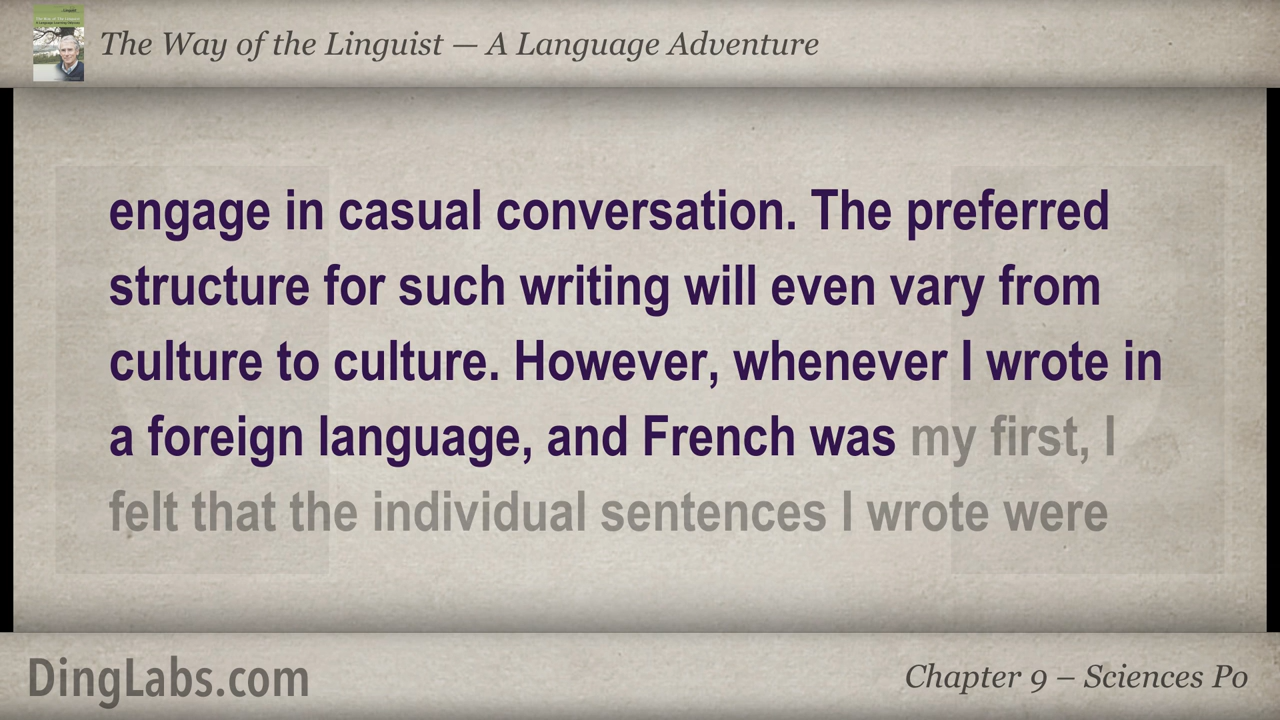 The Way of the Linguist — A Language Adventure
engage in casual conversation. The preferred
structure for such writing will even vary from
culture to culture. However, whenever I wrote in
a foreign language, and French was my first, I
felt that the individual sentences I wrote were
DingLabs.com
Chapter 9 – Sciences Po